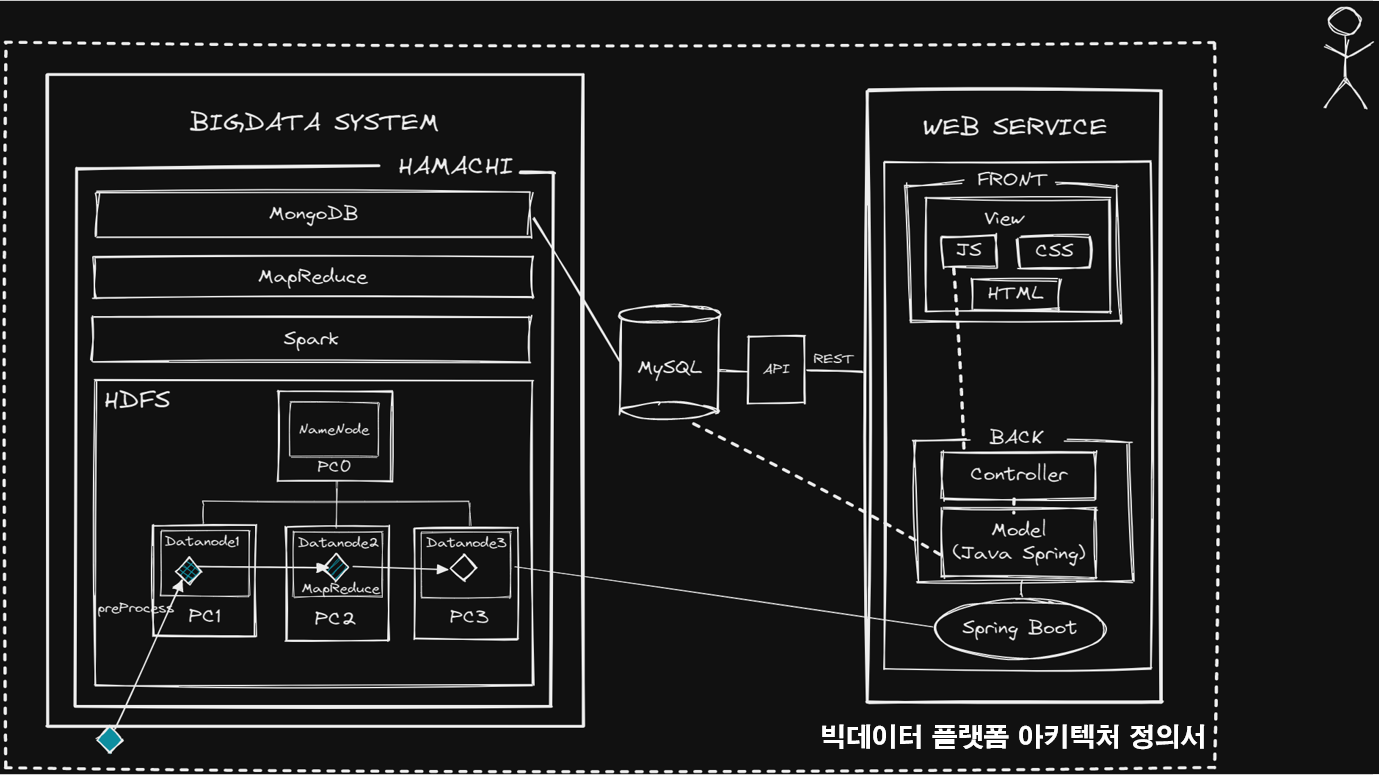 BIGDATA SYSTEM
HAMACHI
MongoDB
MapReduce
Spark
HDFS
NameNode
PC0
Datanode1
Datanode2
Datanode3
MapReduce
preProcess
PC1
PC2
PC3
MySQL
API
REST
WEB SERVICE
FRONT
View
JS
CSS
HTML
BACK
Controller
Model
(Java Spring)
Spring Boot
빅데이터 플랫폼 아키텍처 정의서